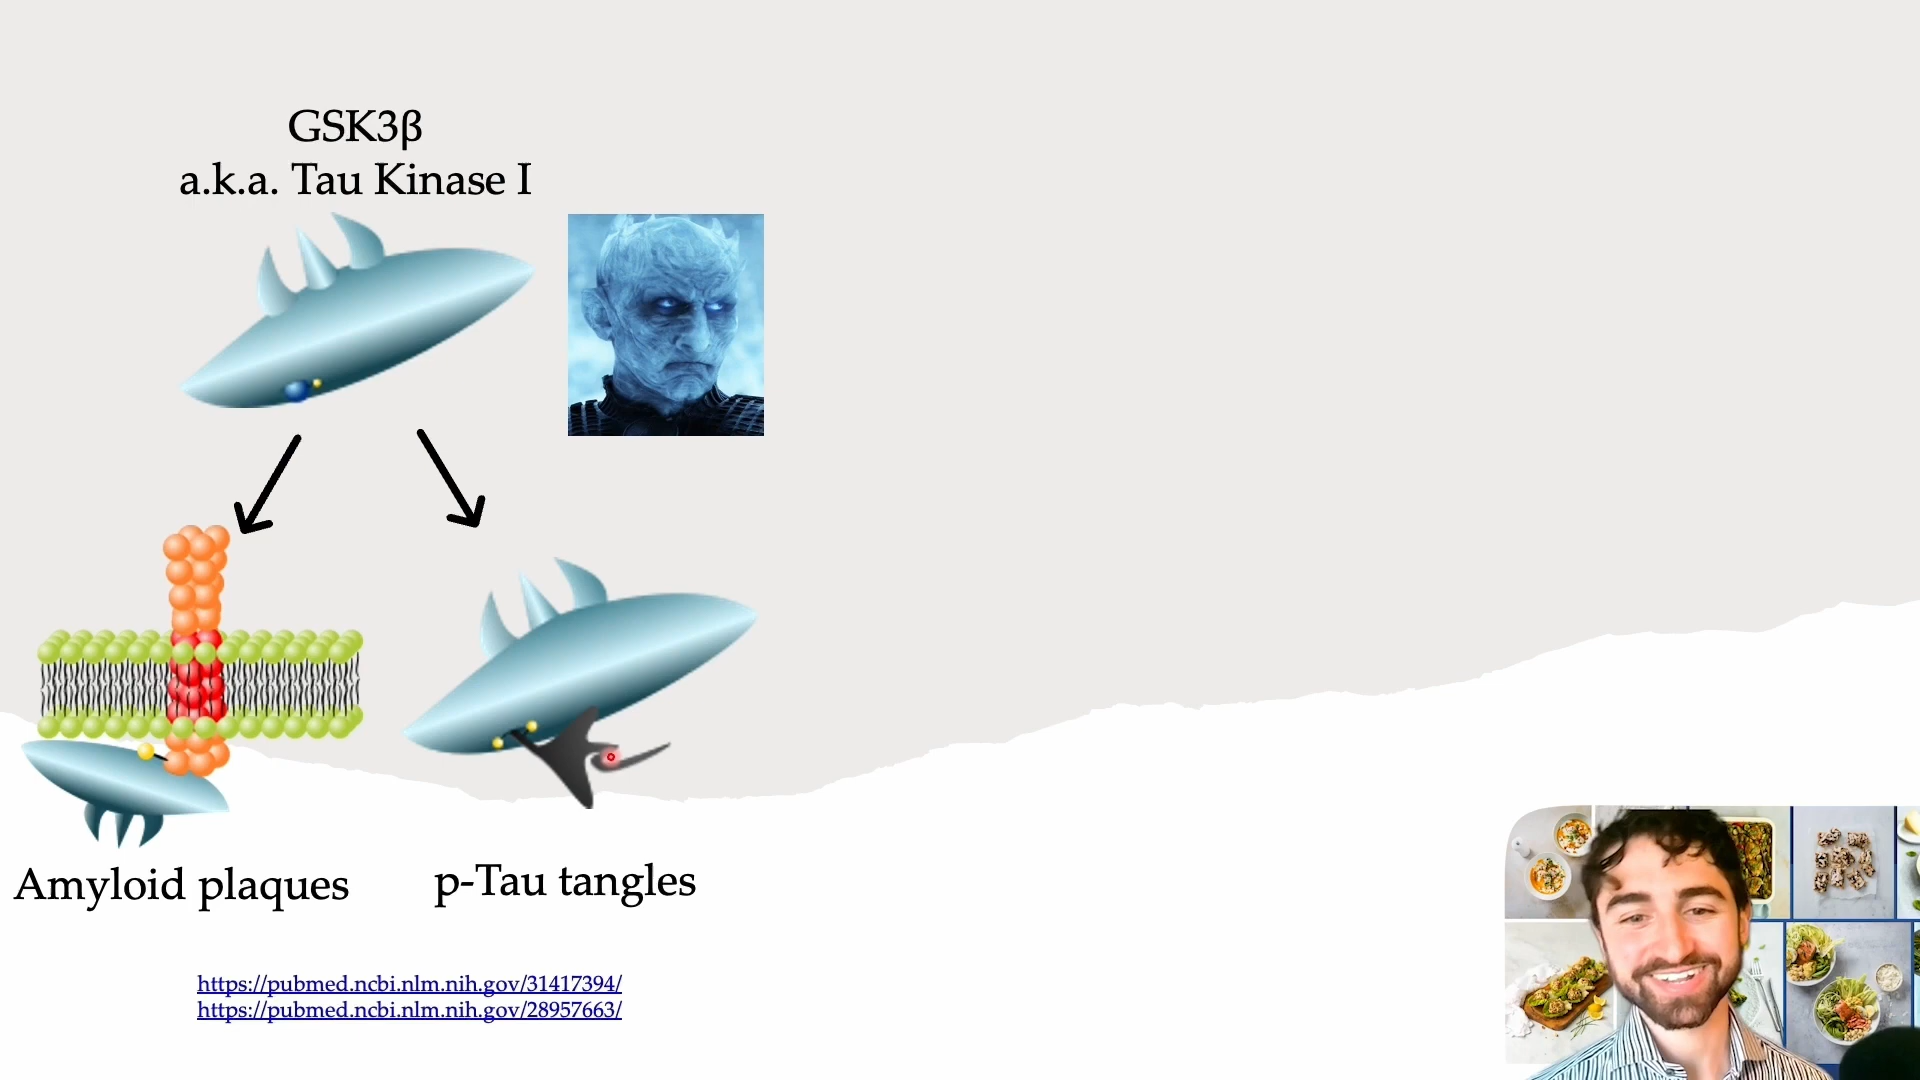 GSK3β
a.k.a. Tau Kinase I
Amyloid plaques
p-Tau tangles
https://pubmed.ncbi.nlm.nih.gov/31417394/
https://pubmed.ncbi.nlm.nih.gov/28957663/